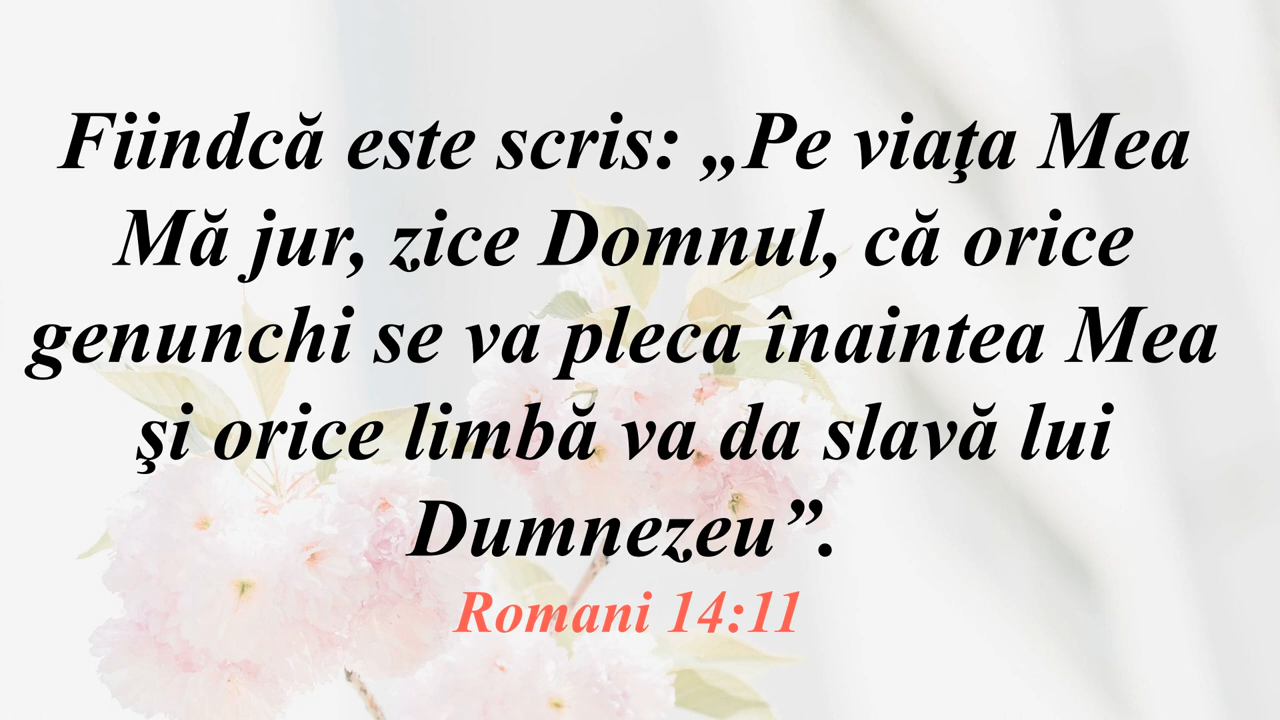 Fiindcă este scris: „Pe viaţa Mea
Mă jur, zice Domnul, că orice
genunchi se va pleca înaintea Mea
şi orice limbă va da slavă lui
Dumnezeu”.
Romani 14:11